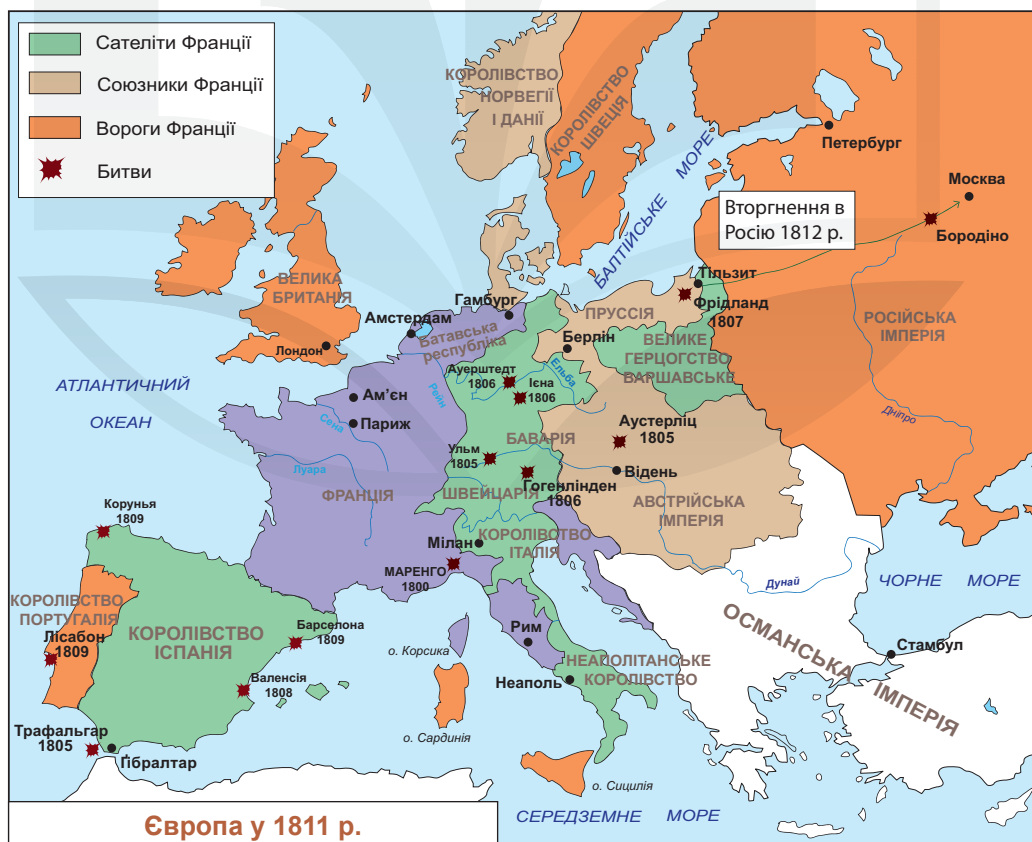 Сателіти Франції
Союзники Франції
Вороги Франції
Битви
КОРОЛІВСТВО
НОРВЕГІЇ
І ДАНІЇ
КОРОЛІВСТВО
ШВЕЦІЯ
БАЛТІЙСЬКЕ МОРЕ
Петербург
Москва
Бородіно
Вторгнення в
Росію 1812 р.
Тільзит
Фрідланд
1807
РОСІЙСЬКА
ІМПЕРІЯ
ВЕЛИКА
БРИТАНІЯ
Лондон
Гамбург
Амстердам
Батавська
республіка
ПРУССІЯ
Берлін
ВЕЛИКЕ
ГЕРЦОГСТВО
ВАРШАВСЬКЕ
АТЛАНТИЧНИЙ
ОКЕАН
Ам’єн
Париж
Сена
Луара
Рейн
Ельба
Ауерштедт
1806
Ієна
1806
Аустерліц
1805
БАВАРІЯ
Ульм
1805
Відень
Гогенлінден
1806
ФРАНЦІЯ
ШВЕЙЦАРІЯ
АВСТРІЙСЬКА
ІМПЕРІЯ
Дніпро
Корунья
1809
Мілан
КОРОЛІВСТВО
ІТАЛІЯ
МАРЕНГО
1800
Дунай
ЧОРНЕ МОРЕ
КОРОЛІВСТВО
ПОРТУГАЛІЯ
Лісабон
1809
КОРОЛІВСТВО
ІСПАНІЯ
Барселона
1809
Валенсія
1808
о. Корсика
Рим
Неаполь
НЕАПОЛІТАНСЬКЕ
КОРОЛІВСТВО
ОСМАНСЬКА ІМПЕРІЯ
Стамбул
Трафальгар
1805
Ґібралтар
о. Сардинія
о. Сицилія
СЕРЕДЗЕМНЕ МОРЕ
Європа у 1811 р.